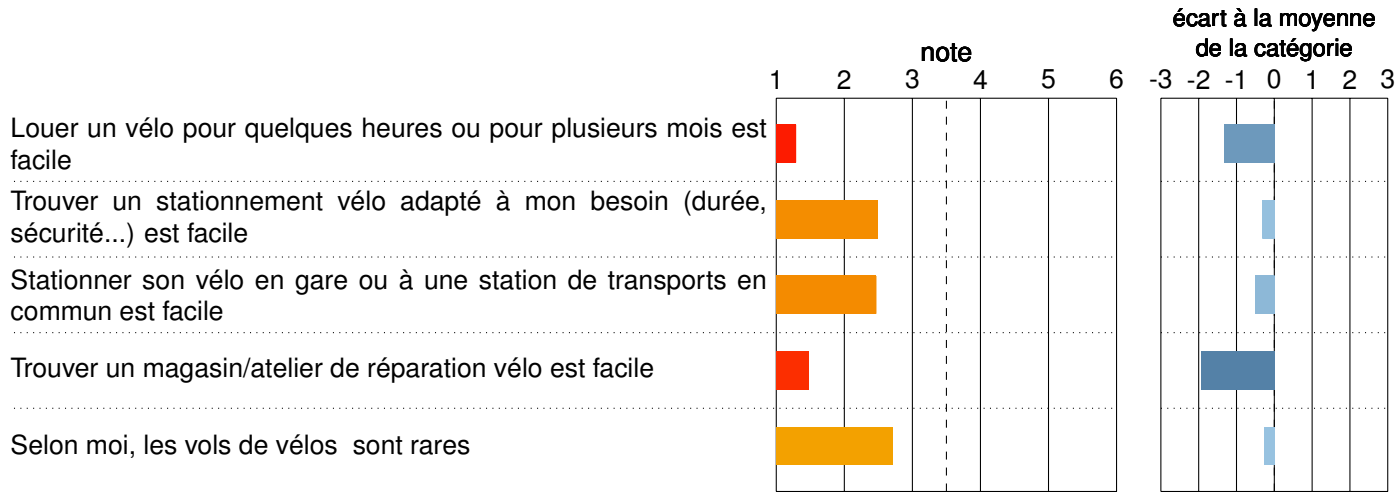 écart à la moyenne
note de la catégorie
1 2 3 4 5 6 -3 -2 -1 0 1 2 3
Louer un vélo pour quelques heures ou pour plusieurs mois est
facile
Trouver un stationnement vélo adapté à mon besoin (durée,
sécurité...) est facile
Stationner son vélo en gare ou à une station de transports en
commun est facile
Trouver un magasin/atelier de réparation vélo est facile
Selon moi, les vols de vélos sont rares